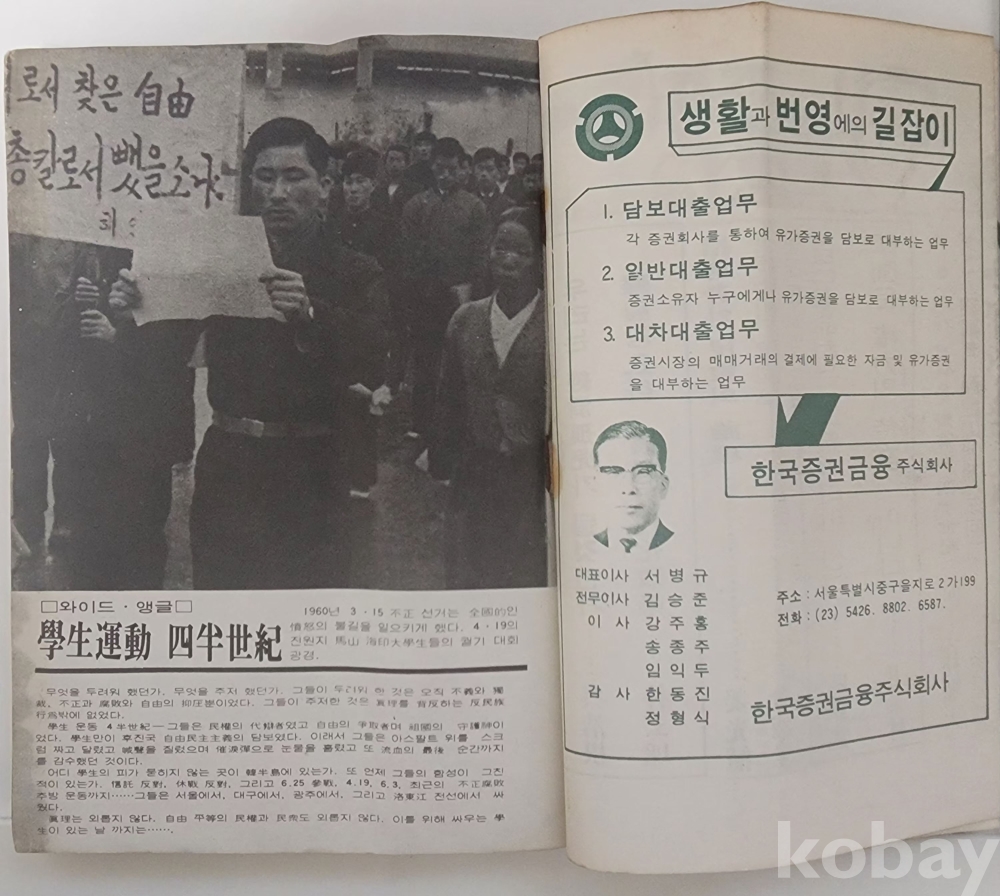 로서 찾은 自由
총칼로서 뺐을소냐
□와이드·앵글□
學生運動 四半世紀
1960년 3·15 不正 선거는 全國的인
憤怒의 불길을 일으키게 했다. 4·19의
진원지 馬山 海印大學生들의 궐기 대회
광경.
무엇을 두려워 했던가. 무엇을 주저 했던가. 그들이 두려워 한 것은 오직 不義와 獨
裁, 不正과 腐敗와 自由의 抑圧뿐이었다. 그들이 주저한 것은 眞理를 背反하는 反民族
行爲밖에 없었다.
學生 운동 4半世紀—그들은 民權의 代辯者였고 自由의 爭取者며 祖國의 守護神이
었다. 學生만이 후진국 自由民主主義의 담보였다. 이래서 그들은 아스팔트 위를 스크
럼 짜고 달렸고 喊聲을 질렀으며 催淚彈으로 눈물을 흘렸고 또 流血의 最後 순간까지
를 감수했던 것이다.
어디 學生의 피가 묻히지 않는 곳이 韓半島에 있는가. 또 언제 그들의 함성이 그친
적이 있는가. 信託 反對, 休戰 反對, 그리고 6.25 參戰, 4.19, 6.3, 최근의 不正腐敗
추방 운동까지……그들은 서울에서, 대구에서, 광주에서, 그리고 洛東江 전선에서 싸
웠다.
眞理는 외롭지 않다. 自由 平等의 民權과 民衆도 외롭지 않다. 이를 위해 싸우는 學
生이 있는 날 까지는…….
생활과 번영에의 길잡이
1. 담보대출업무
각 증권회사를 통하여 유가증권을 담보로 대부하는 업무
2. 일반대출업무
증권소유자 누구에게나 유가증권을 담보로 대부하는 업무
3. 대차대출업무
증권시장의 매매거래의 결제에 필요한 자금 및 유가증권
을 대부하는 업무
한국증권금융 주식회사
대표이사 서병규
전무이사 김승준
이사 강주홍
송종주
임익두
감사 한동진
정형식
주소: 서울특별시중구을지로2가199
전화: (23) 5426. 8802. 6587.
한국증권금융주식회사
kobay